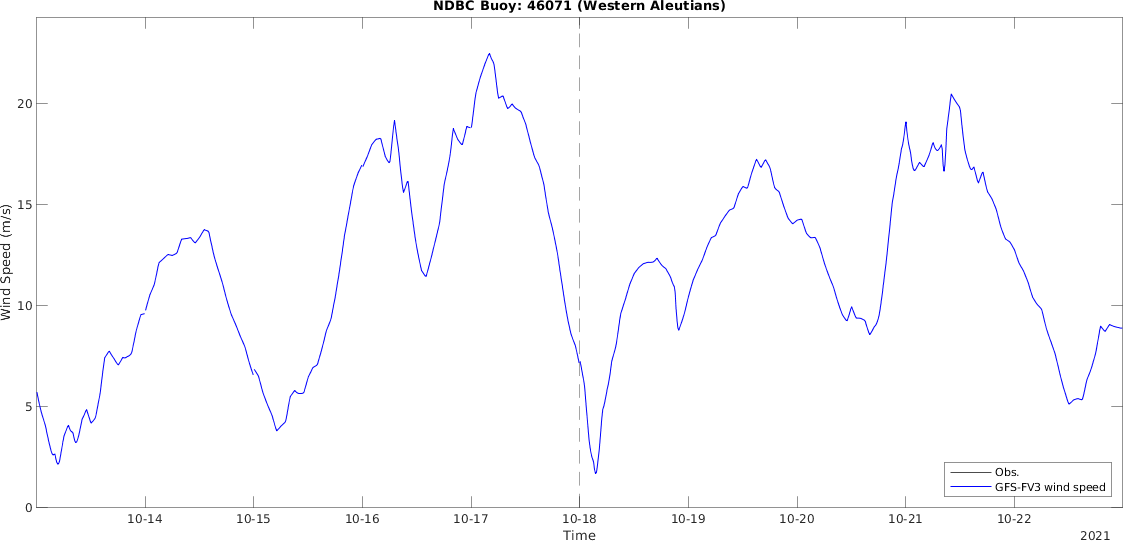 NDBC Buoy: 46071 (Western Aleutians)
Wind Speed (m/s)
20
15
10
5
0
10-14 10-15 10-16 10-17 10-18 10-19 10-20 10-21 10-22
Time
2021
Obs.
GFS-FV3 wind speed